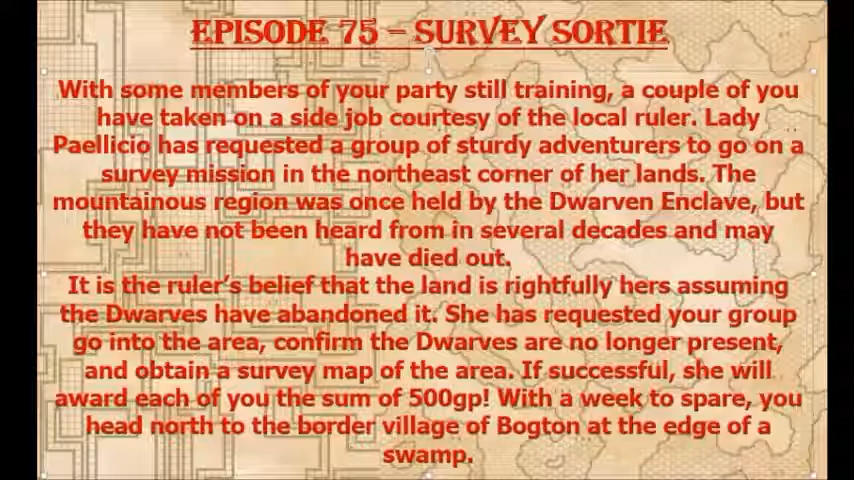 EPISODE 75 – SURVEY SORTIE
With some members of your party still training, a couple of you
have taken on a side job courtesy of the local ruler. Lady
Paellicio has requested a group of sturdy adventurers to go on a
survey mission in the northeast corner of her lands. The
mountainous region was once held by the Dwarven Enclave, but
they have not been heard from in several decades and may
have died out.
It is the ruler's belief that the land is rightfully hers assuming
the Dwarves have abandoned it. She has requested your group
go into the area, confirm the Dwarves are no longer present,
and obtain a survey map of the area. If successful, she will
award each of you the sum of 500gp! With a week to spare, you
head north to the border village of Bogton at the edge of a
swamp.